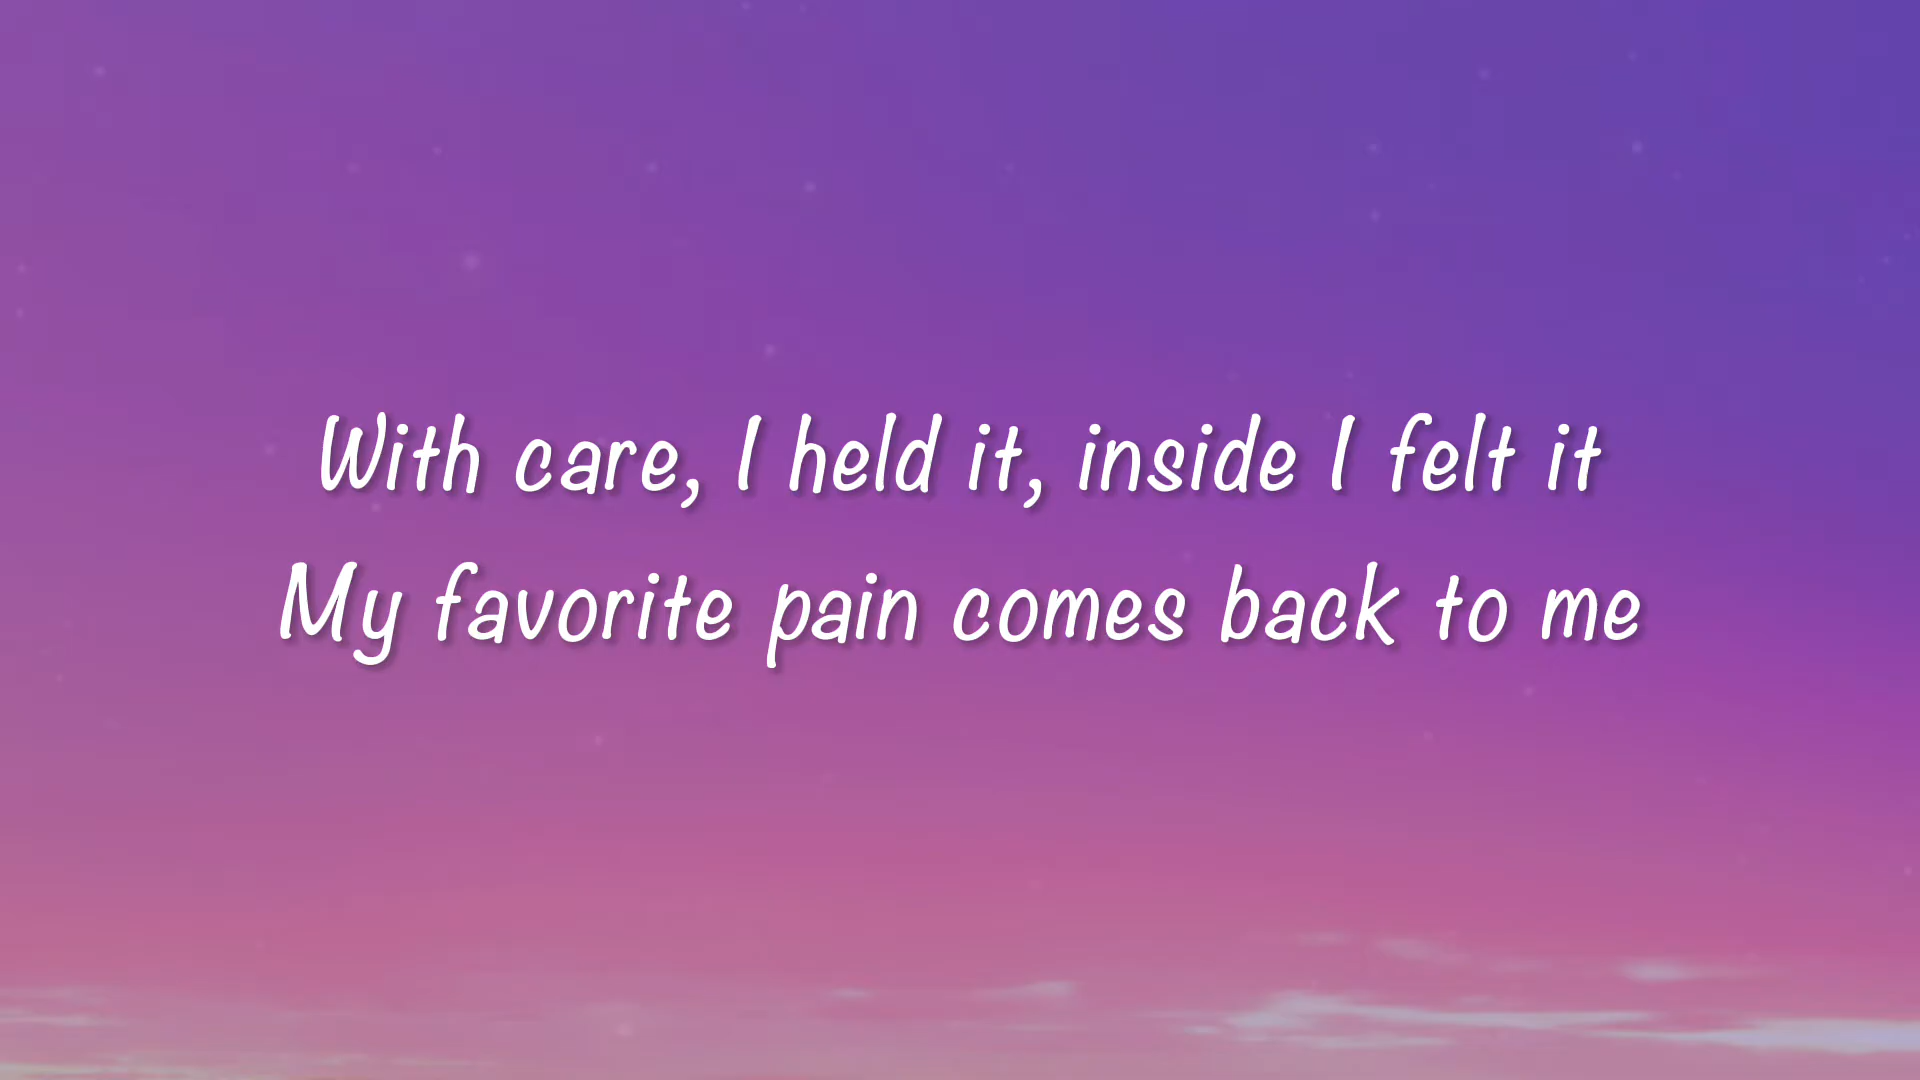 With care, I held it, inside I felt it
My favorite pain comes back to me